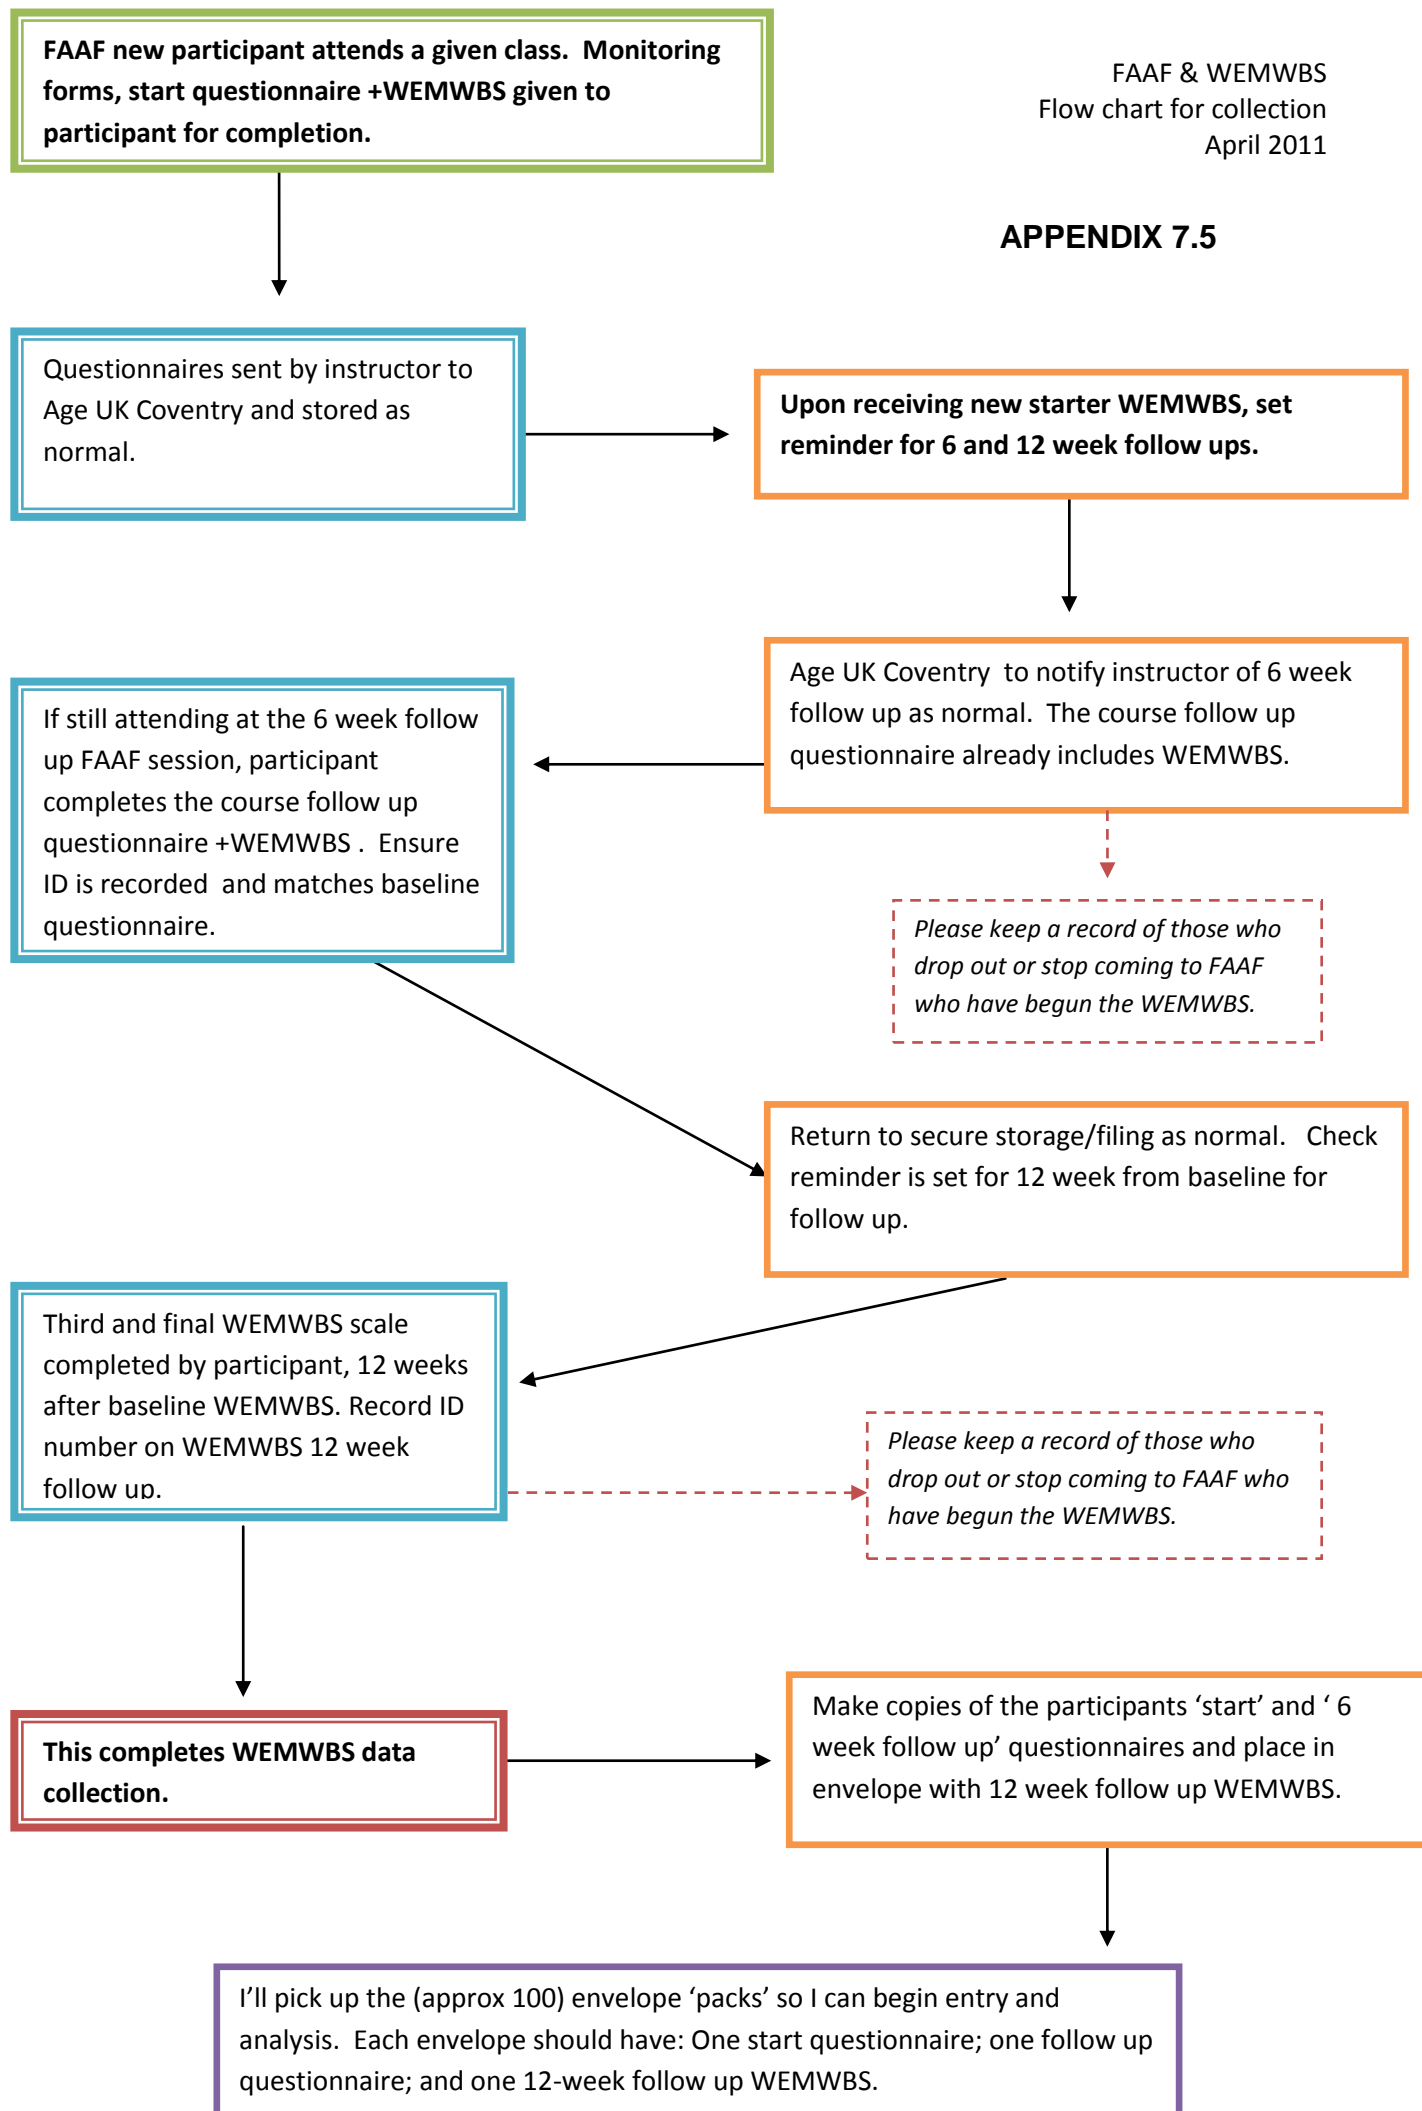 FAAF new participant attends a given class.  Monitoring
forms, start questionnaire +WEMWBS given to
participant for completion.
FAAF & WEMWBS
Flow chart for collection
April 2011
APPENDIX 7.5
Questionnaires sent by instructor to
Age UK Coventry and stored as
normal.
Upon receiving new starter WEMWBS, set
reminder for 6 and 12 week follow ups.
Age UK Coventry  to notify instructor of 6 week
follow up as normal.  The course follow up
questionnaire already includes WEMWBS.
If still attending at the 6 week follow
up FAAF session, participant
completes the course follow up
questionnaire +WEMWBS .  Ensure
ID is recorded  and matches baseline
questionnaire.
Please keep a record of those who
drop out or stop coming to FAAF
who have begun the WEMWBS.
Return to secure storage/filing as normal.   Check
reminder is set for 12 week from baseline for
follow up.
Third and final WEMWBS scale
completed by participant, 12 weeks
after baseline WEMWBS. Record ID
number on WEMWBS 12 week
follow up.
Please keep a record of those who
drop out or stop coming to FAAF who
have begun the WEMWBS.
This completes WEMWBS data
collection.
Make copies of the participants ‘start’ and ‘ 6
week follow up’ questionnaires and place in
envelope with 12 week follow up WEMWBS.
I’ll pick up the (approx 100) envelope ‘packs’ so I can begin entry and
analysis.  Each envelope should have: One start questionnaire; one follow up
questionnaire; and one 12-week follow up WEMWBS.